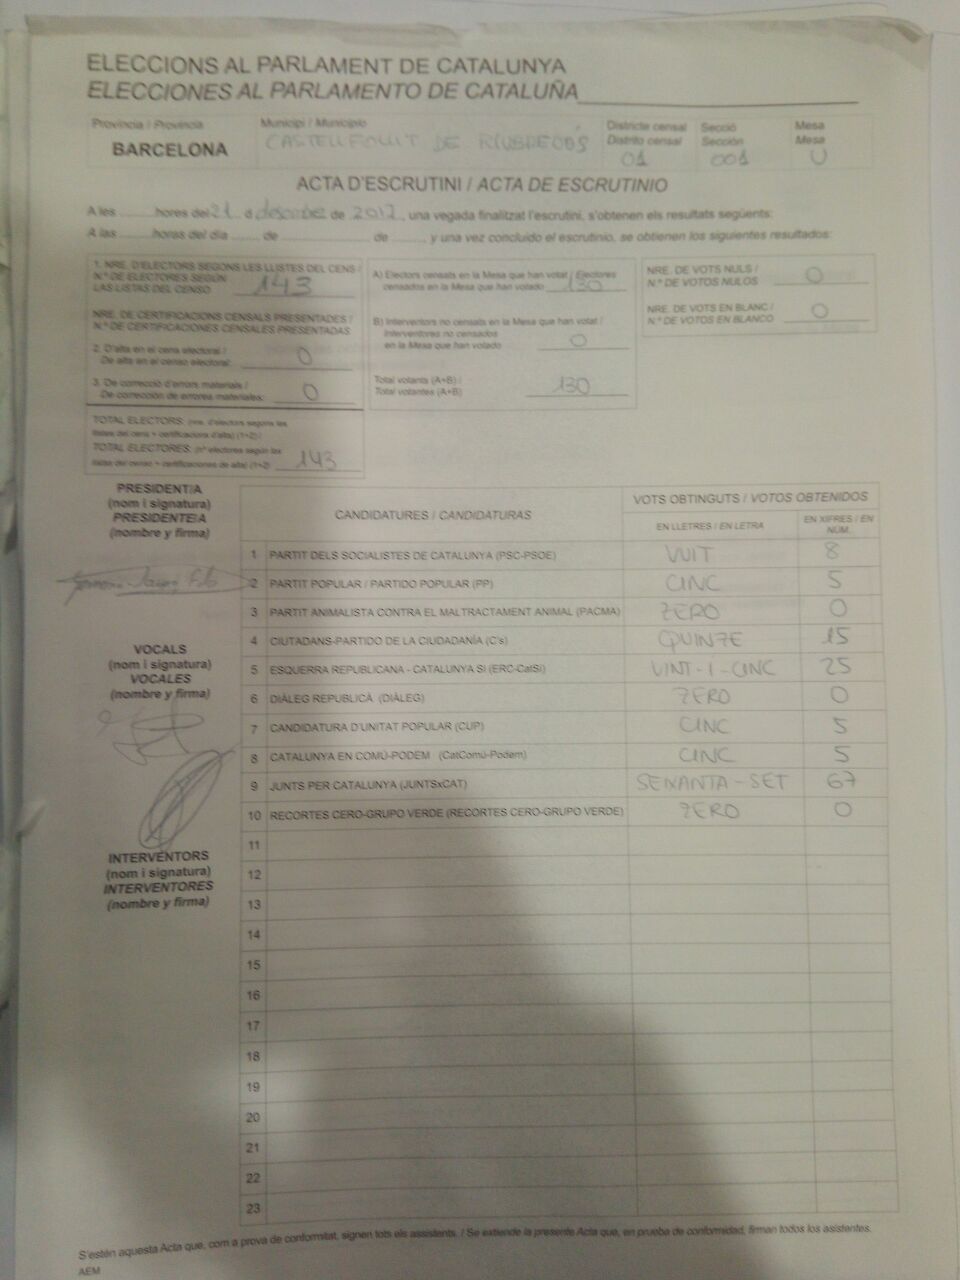 ELECCIONS AL PARLAMENT DE CATALUNYA
ELECCIONES AL PARLAMENTO DE CATALUÑA
Província / Provincia
BARCELONA
Municipi / Municipio
CASTELLFOLLIT DE RIUBREGÓS
Districte censal
Distrito censal
01
Secció
Sección
001
Mesa
Mesa
U
ACTA D'ESCRUTINI / ACTA DE ESCRUTINIO
A les ........ hores del 21 d desembre de 2017, una vegada finalitzat l'escrutini, s'obtenen els resultats següents:
A las ........ horas del día ........ de ........ de ........, y una vez concluido el escrutinio, se obtienen los siguientes resultados:
1. NRE. D'ELECTORS SEGONS LES LLISTES DEL CENS /
N.º DE ELECTORES SEGÚN
LAS LISTAS DEL CENSO 143
NRE. DE CERTIFICACIONS CENSALS PRESENTADES /
N.º DE CERTIFICACIONES CENSALES PRESENTADAS
2. D'alta en el cens electoral /
De alta en el censo electoral: 0
3. De correcció d'errors materials /
De corrección de errores materiales: 0
TOTAL ELECTORS: (nre. d'electors segons les
llistes del cens + certificacions d'alta) (1+2) /
TOTAL ELECTORES: (nº electores según las
listas del censo + certificaciones de alta) (1+2) 143
A) Electors censats en la Mesa que han votat / Electores
censados en la Mesa que han votado 130
B) Interventors no censats en la Mesa que han votat /
Interventores no censados
en la Mesa que han votado 0
Total votants (A+B) /
Total votantes (A+B) 130
NRE. DE VOTS NULS /
N.º DE VOTOS NULOS 0
NRE. DE VOTS EN BLANC /
N.º DE VOTOS EN BLANCO 0
PRESIDENT/A
(nom i signatura)
PRESIDENTE/A
(nombre y firma)
VOCALS
(nom i signatura)
VOCALES
(nombre y firma)
INTERVENTORS
(nom i signatura)
INTERVENTORES
(nombre y firma)
CANDIDATURES / CANDIDATURAS
VOTS OBTINGUTS / VOTOS OBTENIDOS
EN LLETRES / EN LETRA
EN XIFRES / EN NÚM.
1 PARTIT DELS SOCIALISTES DE CATALUNYA (PSC-PSOE) VUIT 8
2 PARTIT POPULAR / PARTIDO POPULAR (PP) CINC 5
3 PARTIT ANIMALISTA CONTRA EL MALTRACTAMENT ANIMAL (PACMA) ZERO 0
4 CIUTADANS-PARTIDO DE LA CIUDADANÍA (C's) QUINZE 15
5 ESQUERRA REPUBLICANA - CATALUNYA SÍ (ERC-CatSí) VINT-I-CINC 25
6 DIÀLEG REPUBLICÀ (DIÀLEG) ZERO 0
7 CANDIDATURA D'UNITAT POPULAR (CUP) CINC 5
8 CATALUNYA EN COMÚ-PODEM (CatComú-Podem) CINC 5
9 JUNTS PER CATALUNYA (JUNTSxCAT) SEIXANTA-SET 67
10 RECORTES CERO-GRUPO VERDE (RECORTES CERO-GRUPO VERDE) ZERO 0
11
12
13
14
15
16
17
18
19
20
21
22
23
S'estén aquesta Acta que, com a prova de conformitat, signen tots els assistents. / Se extiende la presente Acta que, en prueba de conformidad, firman todos los asistentes.
AEM